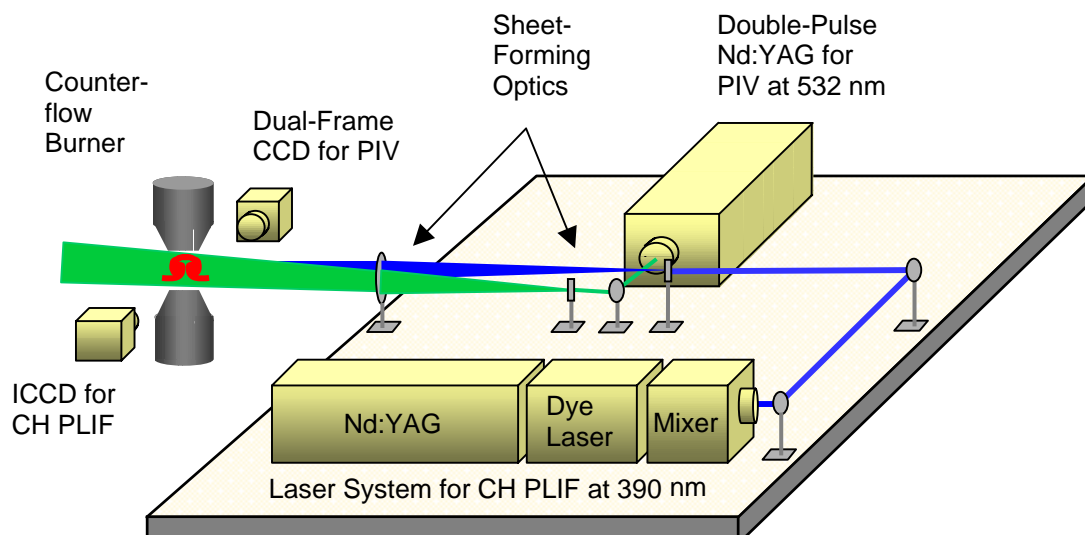 Counter-
flow
Burner
Dual-Frame
CCD for PIV
Sheet-
Forming
Optics
Double-Pulse
Nd:YAG for
PIV at 532 nm
ICCD for
CH PLIF
Nd:YAG
Dye
Laser
Mixer
Laser System for CH PLIF at 390 nm